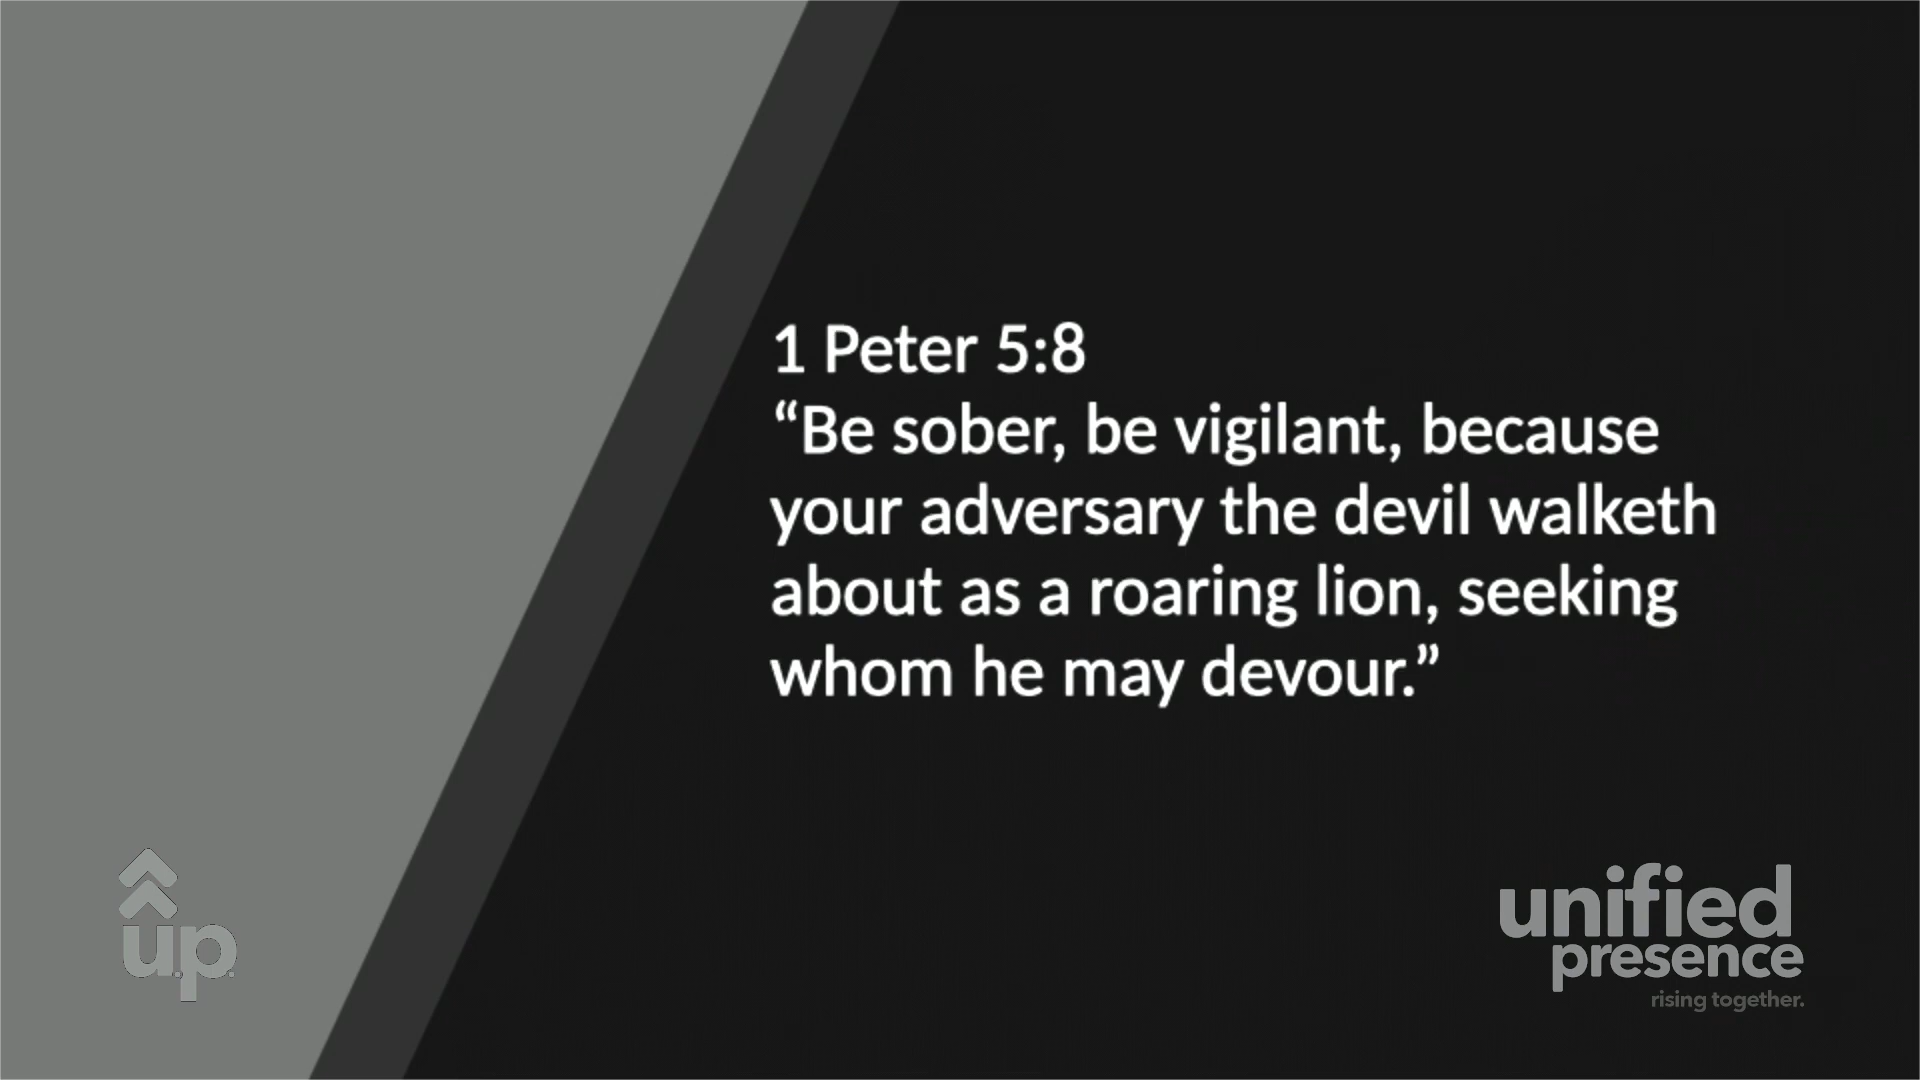 1 Peter 5:8
“Be sober, be vigilant, because
your adversary the devil walketh
about as a roaring lion, seeking
whom he may devour.”
u.p.
unified
presence
rising together.